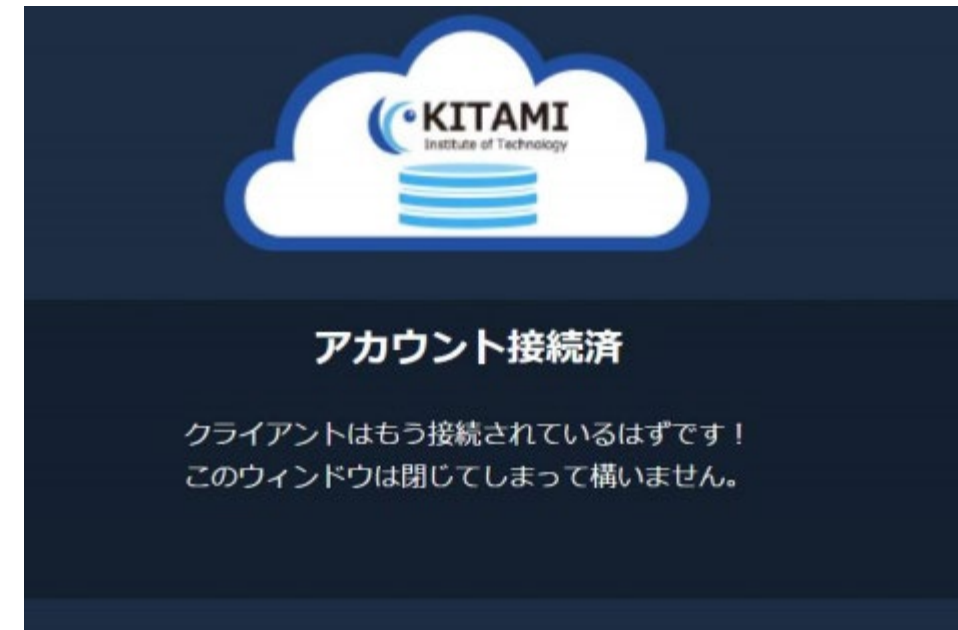 KITAMI
Institute of Technology
アカウント接続済
クライアントはもう接続されているはずです！
このウィンドウは閉じてしまって構いません。